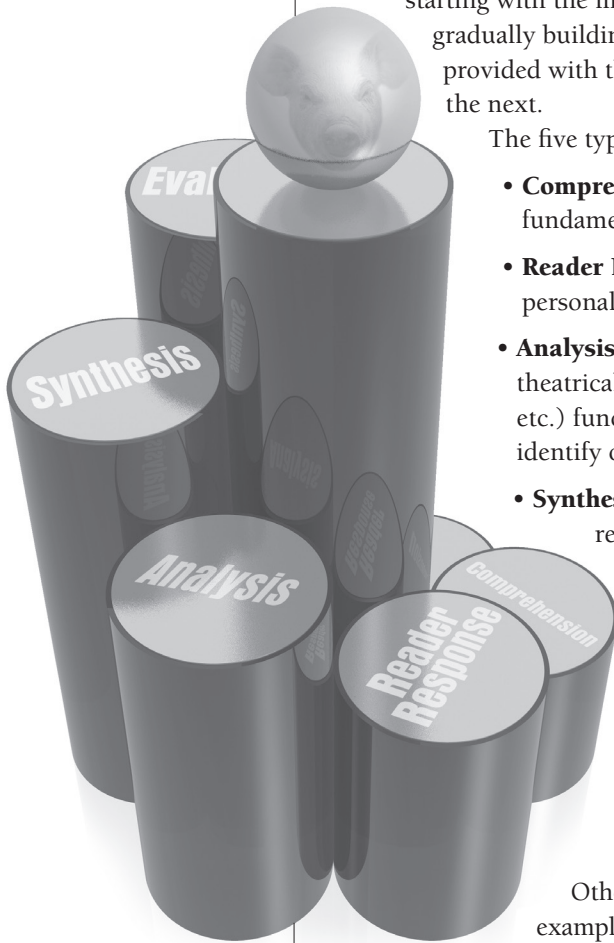 starting with the
gradually buildin
provided with t
the next.
The five typ
• Compre
fundame
• Reader
personal
• Analysis
theatrical
etc.) fun
identify
• Synthe
re
Eval
Synthesis
Analysis
Reader
Response
Comprehension
Oth
exampl